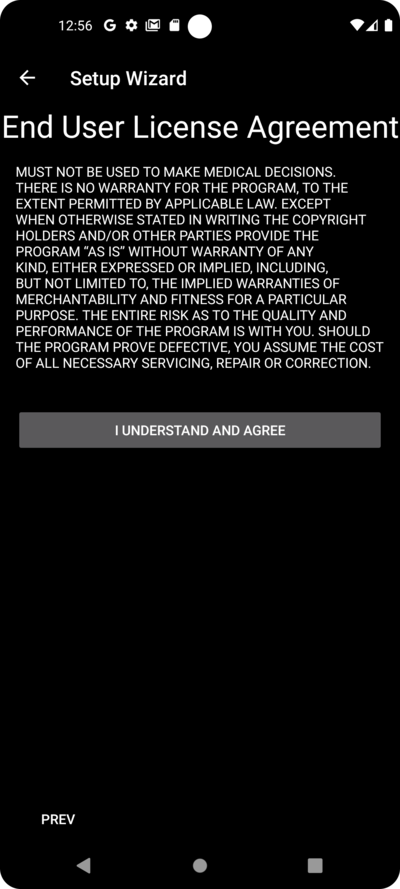 12:56
Setup Wizard
End User License Agreement
MUST NOT BE USED TO MAKE MEDICAL DECISIONS.
THERE IS NO WARRANTY FOR THE PROGRAM, TO THE
EXTENT PERMITTED BY APPLICABLE LAW. EXCEPT
WHEN OTHERWISE STATED IN WRITING THE COPYRIGHT
HOLDERS AND/OR OTHER PARTIES PROVIDE THE
PROGRAM “AS IS” WITHOUT WARRANTY OF ANY
KIND, EITHER EXPRESSED OR IMPLIED, INCLUDING,
BUT NOT LIMITED TO, THE IMPLIED WARRANTIES OF
MERCHANTABILITY AND FITNESS FOR A PARTICULAR
PURPOSE. THE ENTIRE RISK AS TO THE QUALITY AND
PERFORMANCE OF THE PROGRAM IS WITH YOU. SHOULD
THE PROGRAM PROVE DEFECTIVE, YOU ASSUME THE COST
OF ALL NECESSARY SERVICING, REPAIR OR CORRECTION.
I UNDERSTAND AND AGREE
PREV